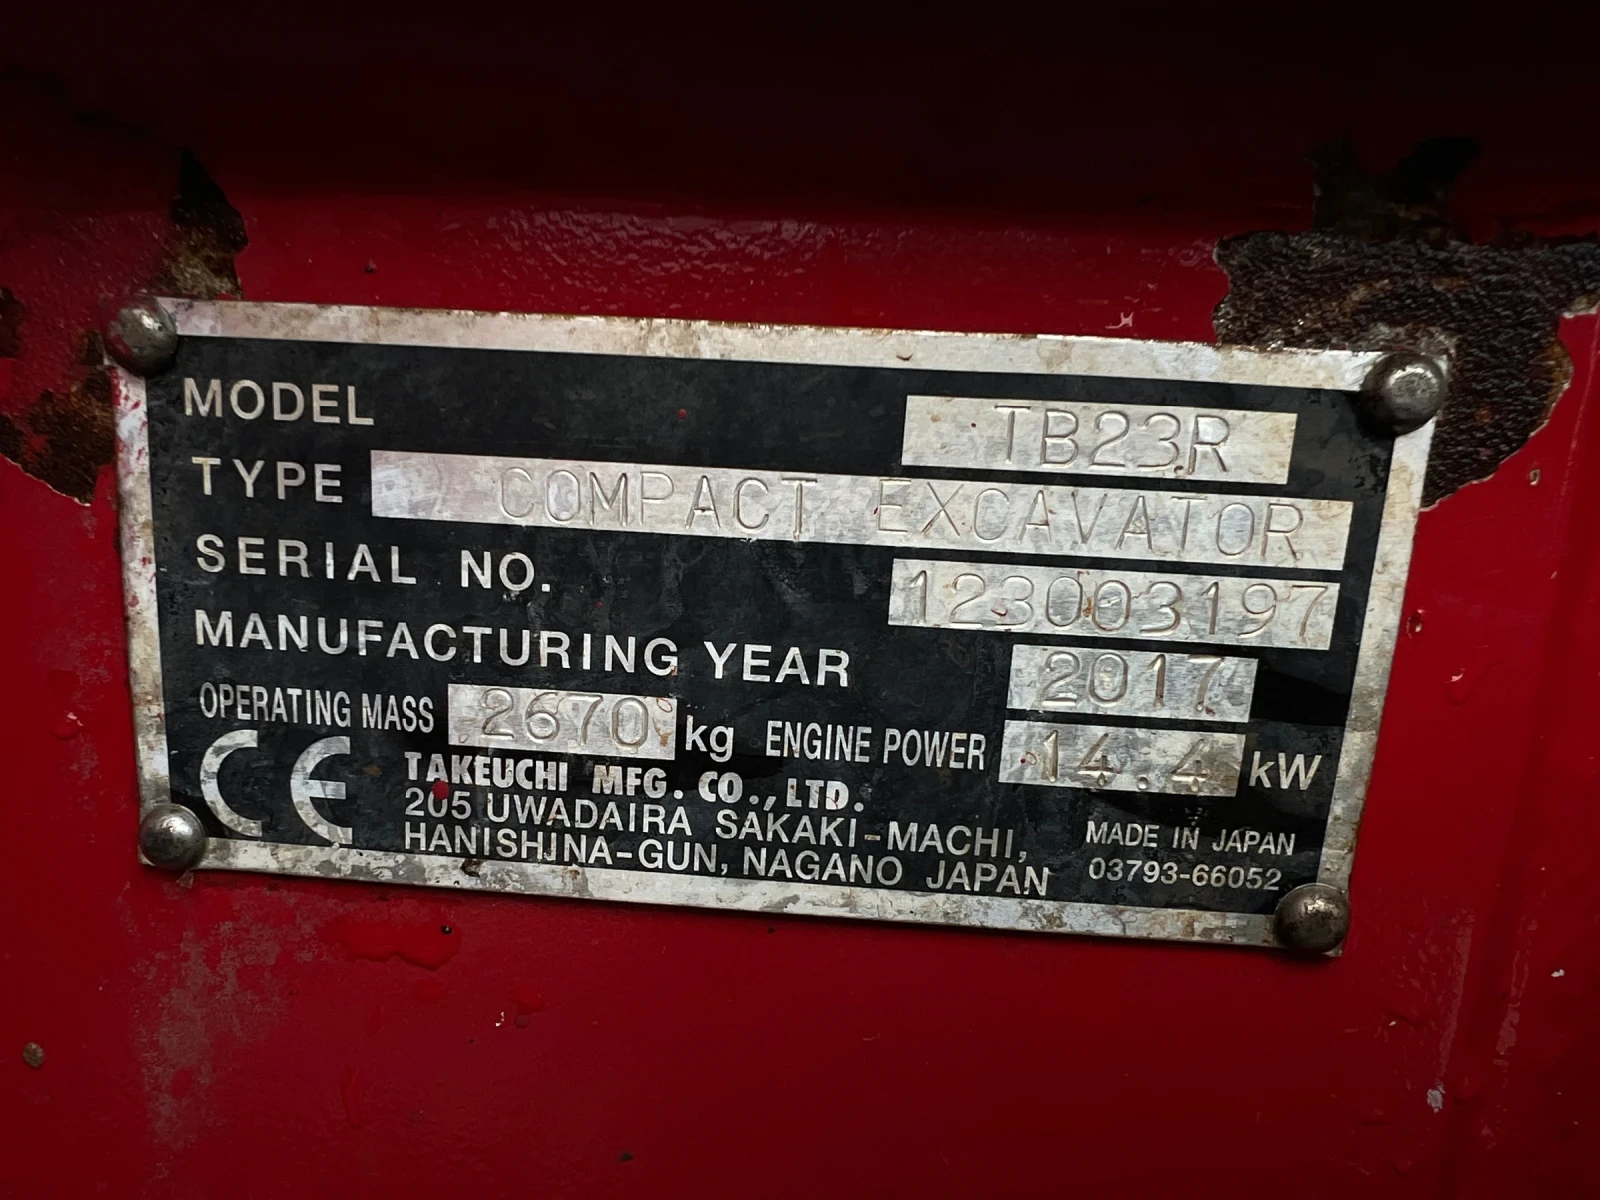 MODEL TB23R
TYPE COMPACT EXCAVATOR
SERIAL NO. 123003197
MANUFACTURING YEAR 2017
OPERATING MASS 2670 kg ENGINE POWER 14.4 kW
CE
TAKEUCHI MFG. CO., LTD.
205 UWADAIRA SAKAKI-MACHI,
HANISHINA-GUN, NAGANO JAPAN
MADE IN JAPAN
03793-66052